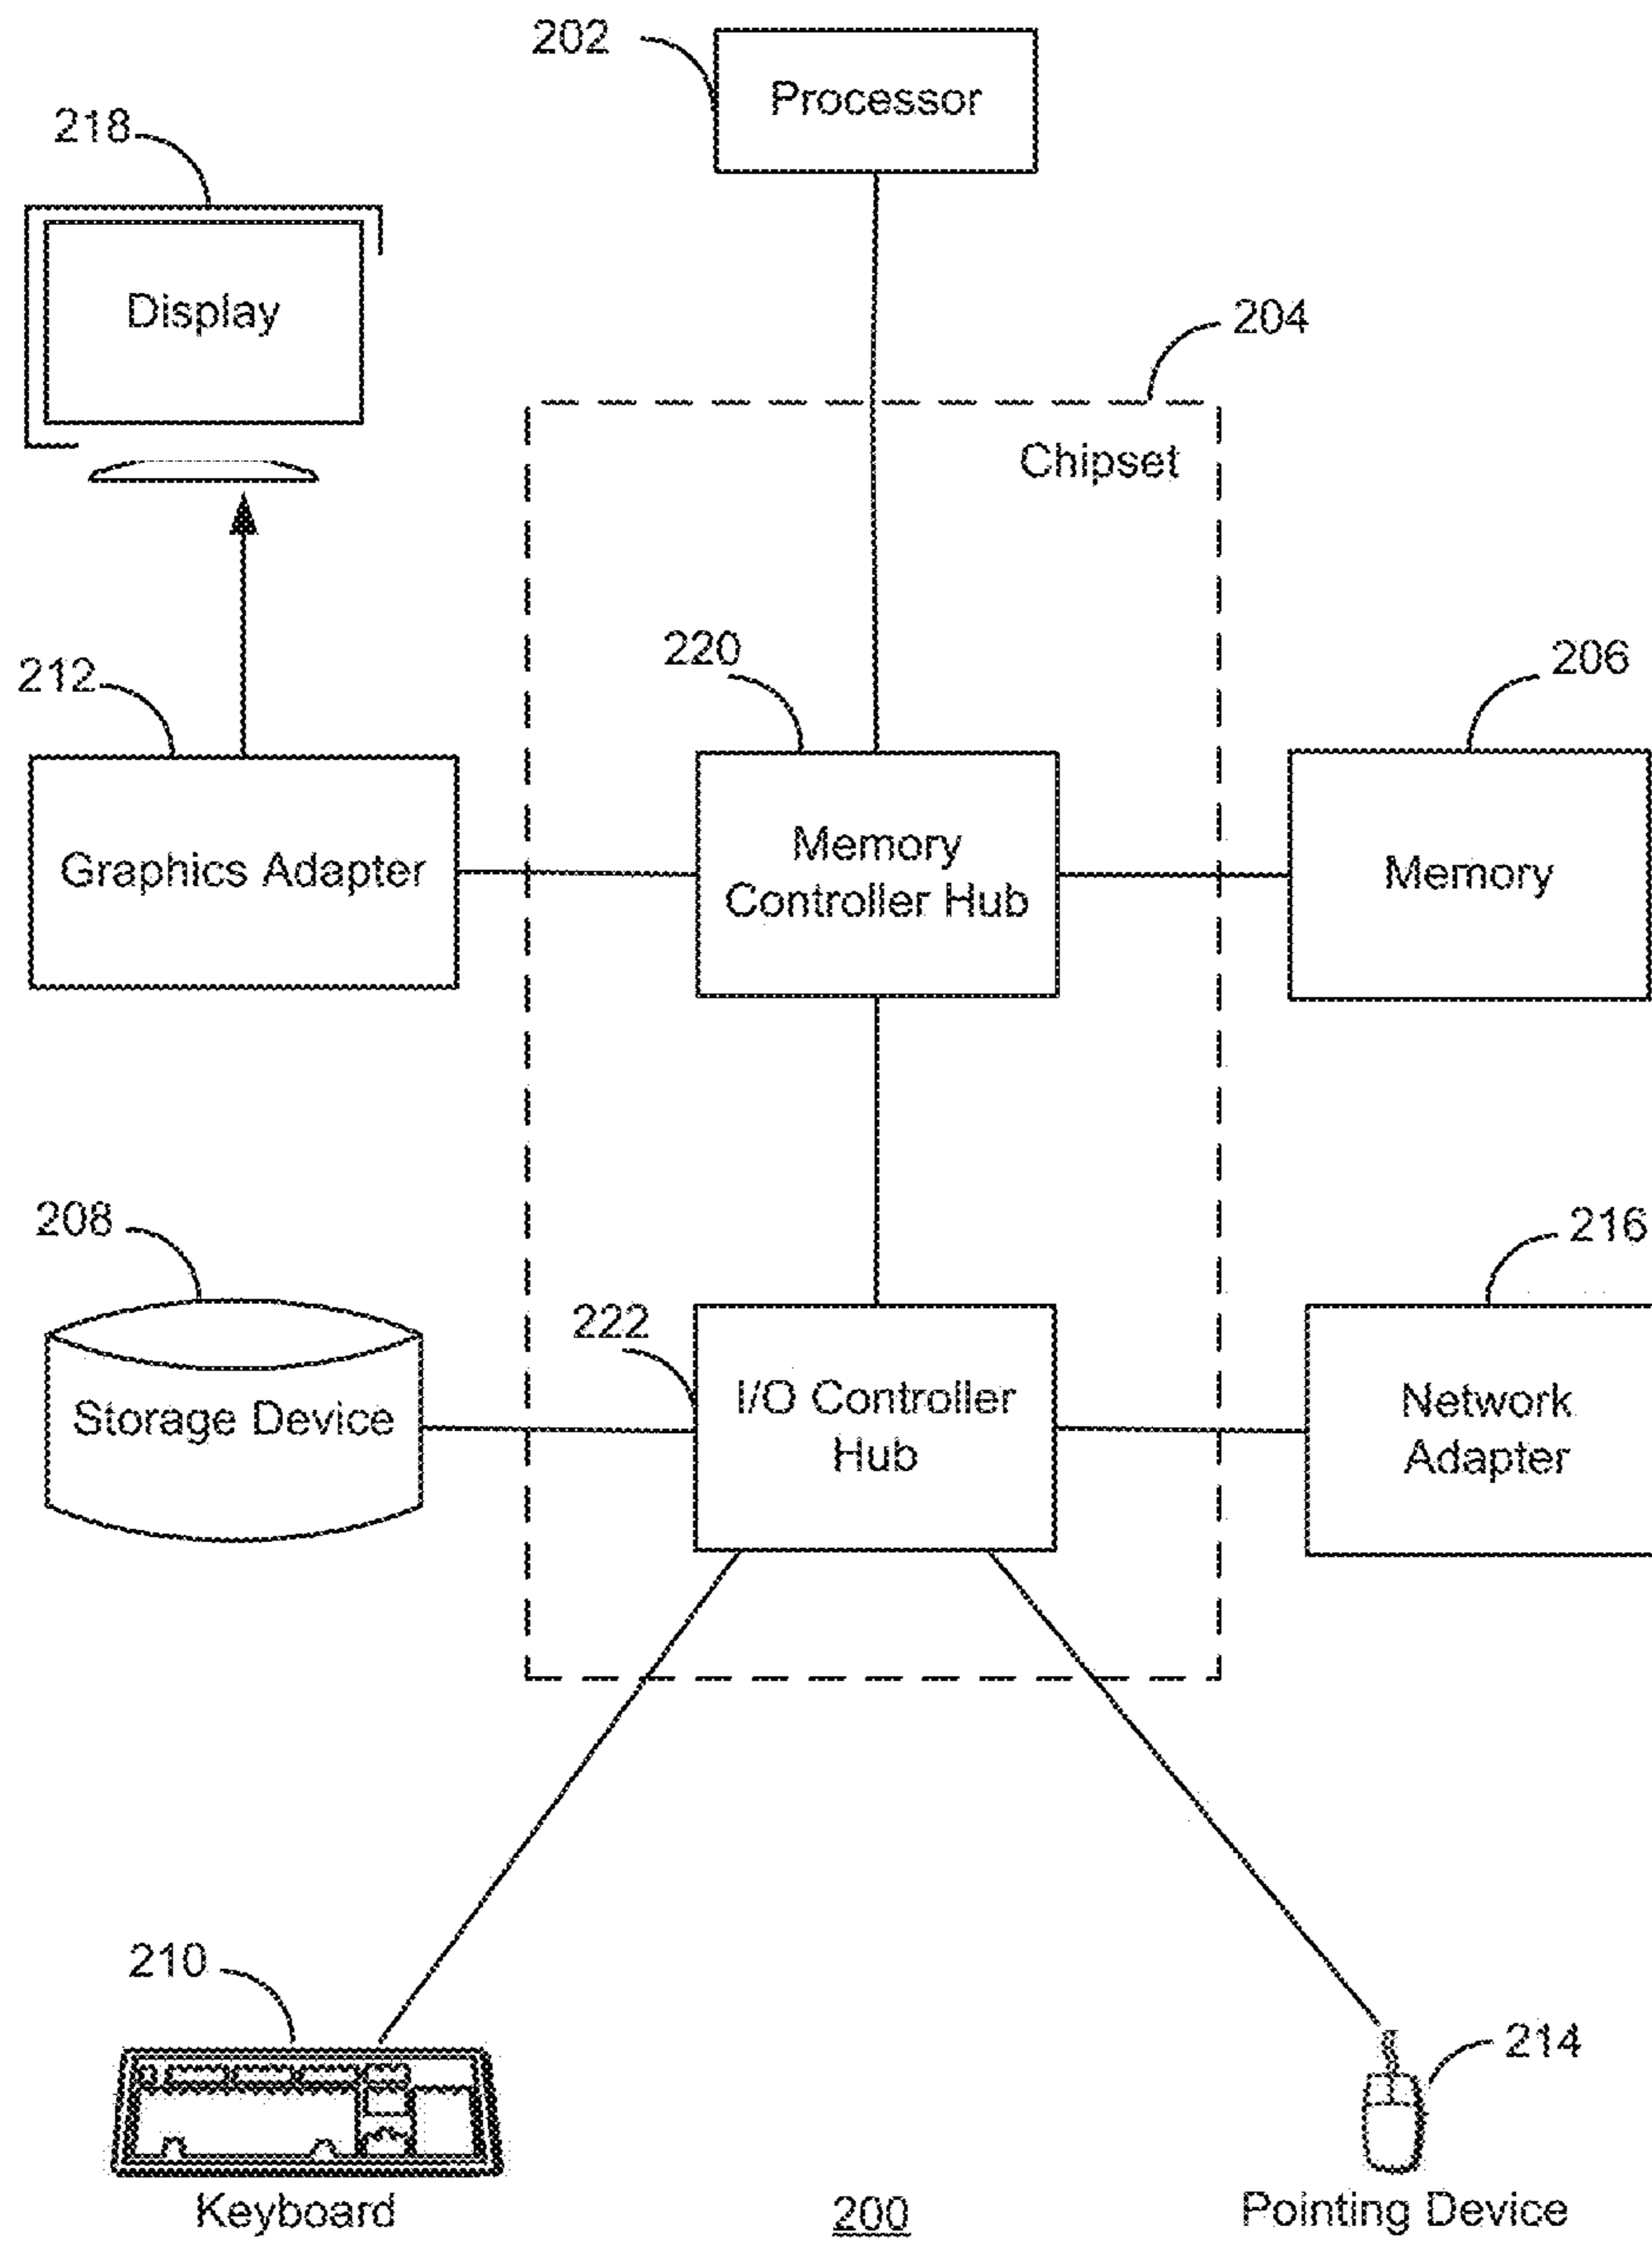 202
Processor
218
Display
204
Chipset
220
206
212
Memory
Controller Hub
Graphics Adapter
Memory
208
216
222
I/O Controller
Hub
Storage Device
Network
Adapter
210
214
Keyboard
200
Pointing Device